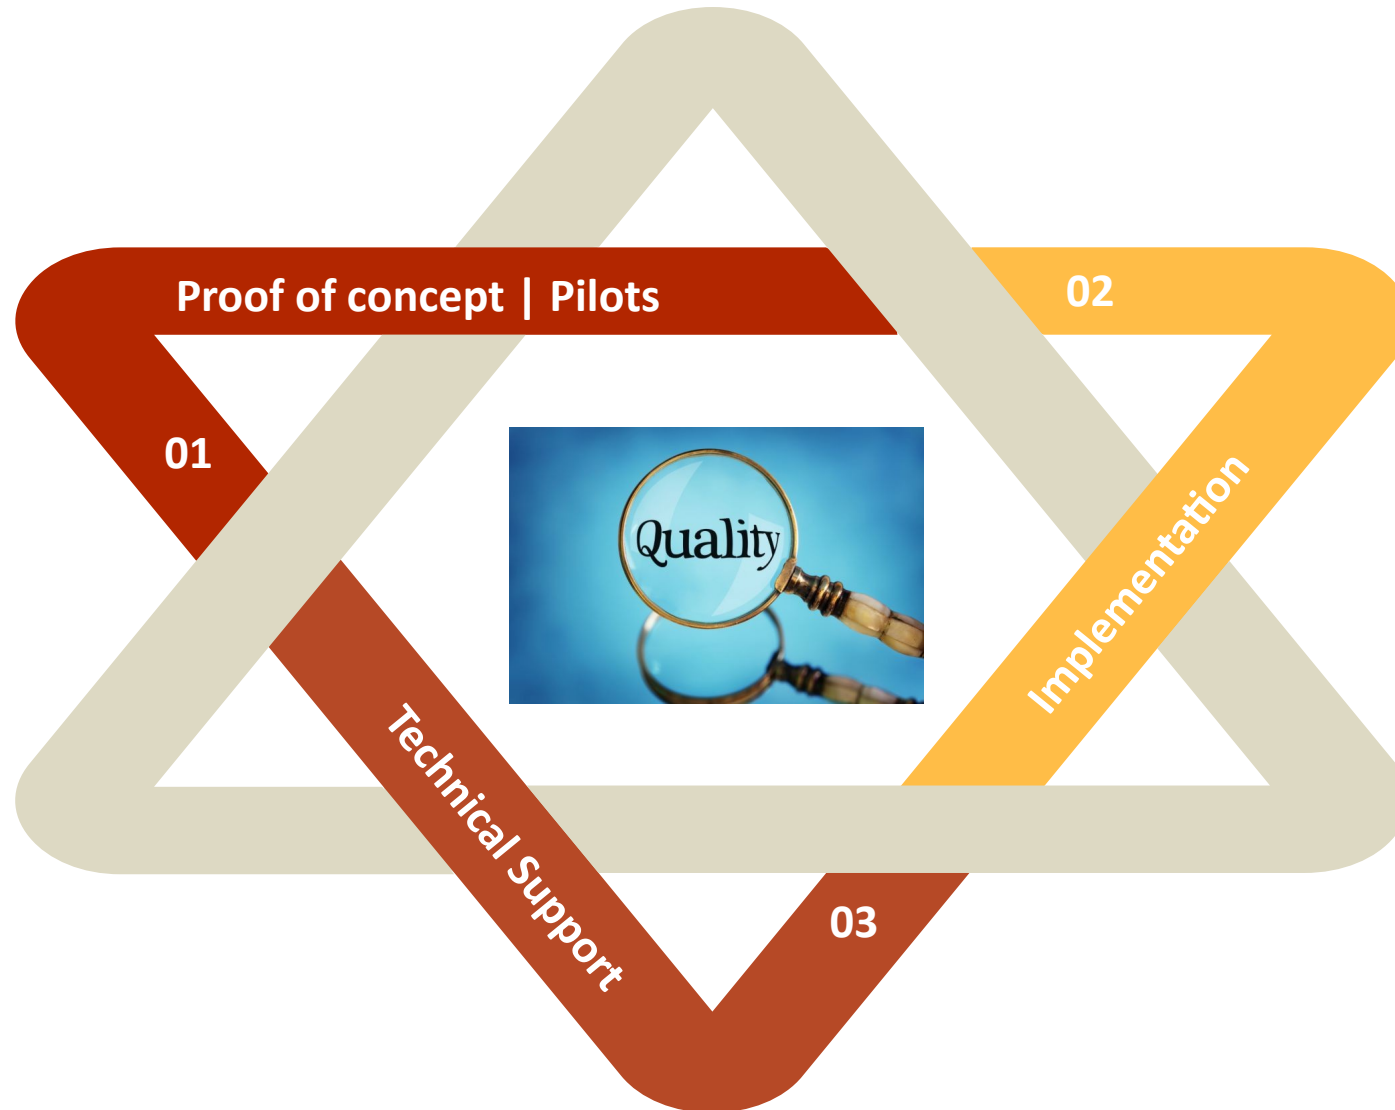 Proof of concept | Pilots
02
01
Quality
Implementation
Technical Support
03